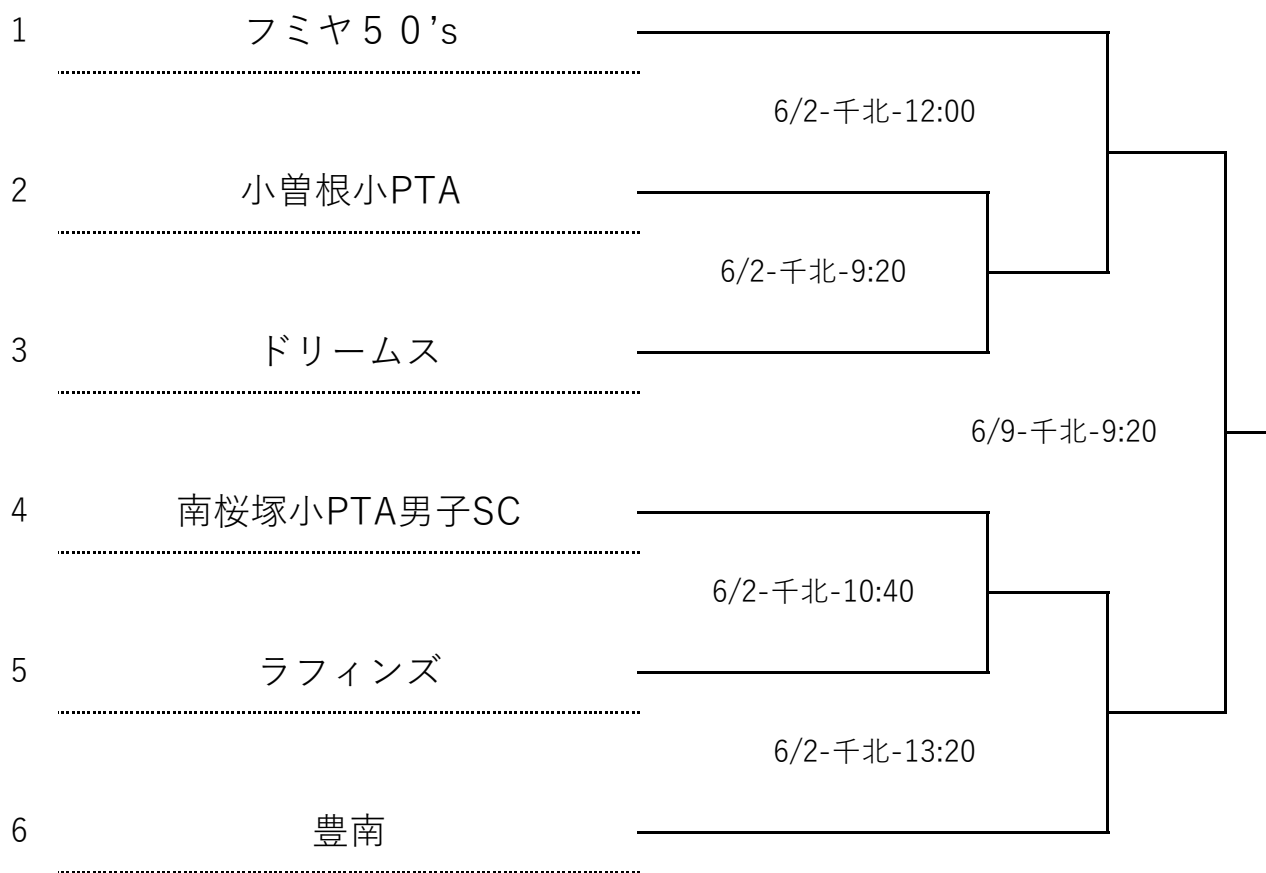 1 フミヤ５０’s
6/2-千北-12:00
2 小曽根小PTA
6/2-千北-9:20
3 ドリームス
6/9-千北-9:20
4 南桜塚小PTA男子SC
6/2-千北-10:40
5 ラフィンズ
6/2-千北-13:20
6 豊南